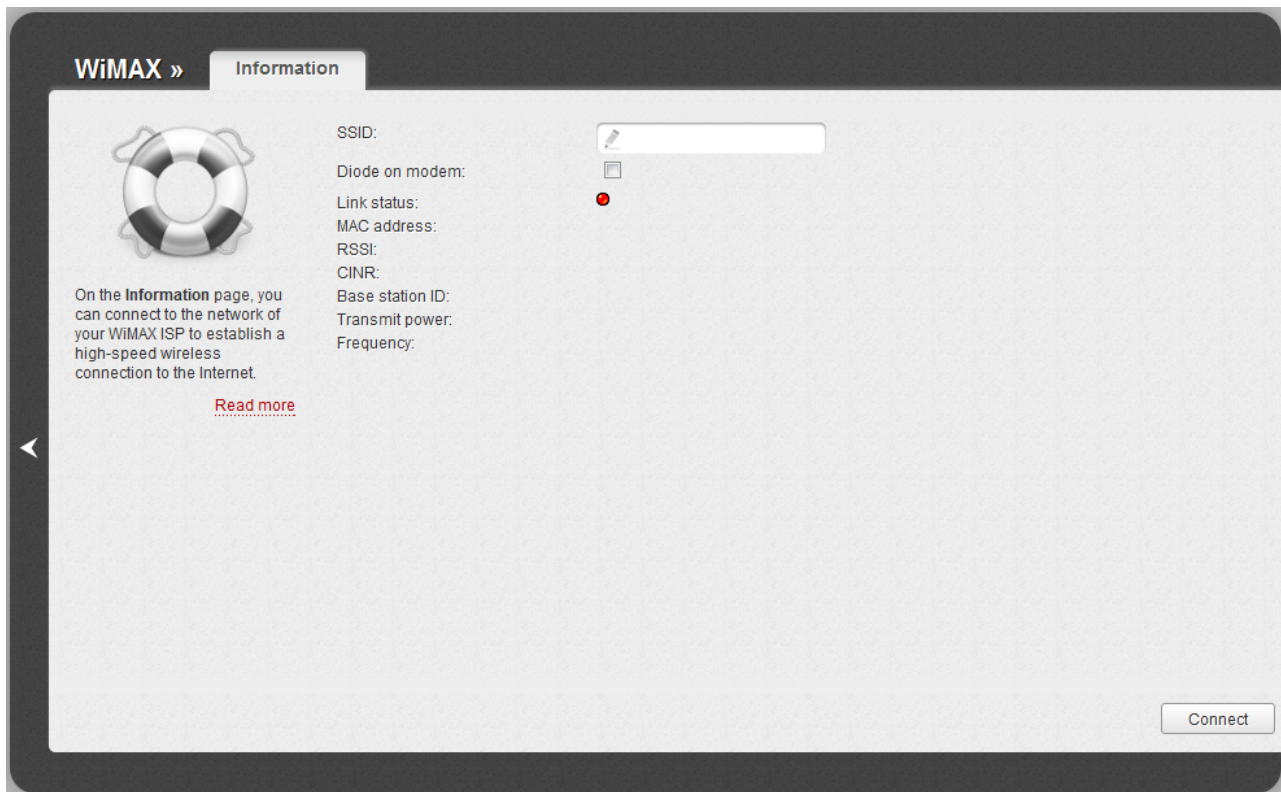 WiMAX »
Information
SSID:
Diode on modem:
Link status:
MAC address:
RSSI:
CINR:
Base station ID:
Transmit power:
Frequency:
On the Information page, you
can connect to the network of
your WiMAX ISP to establish a
high-speed wireless
connection to the Internet.
Read more
Connect